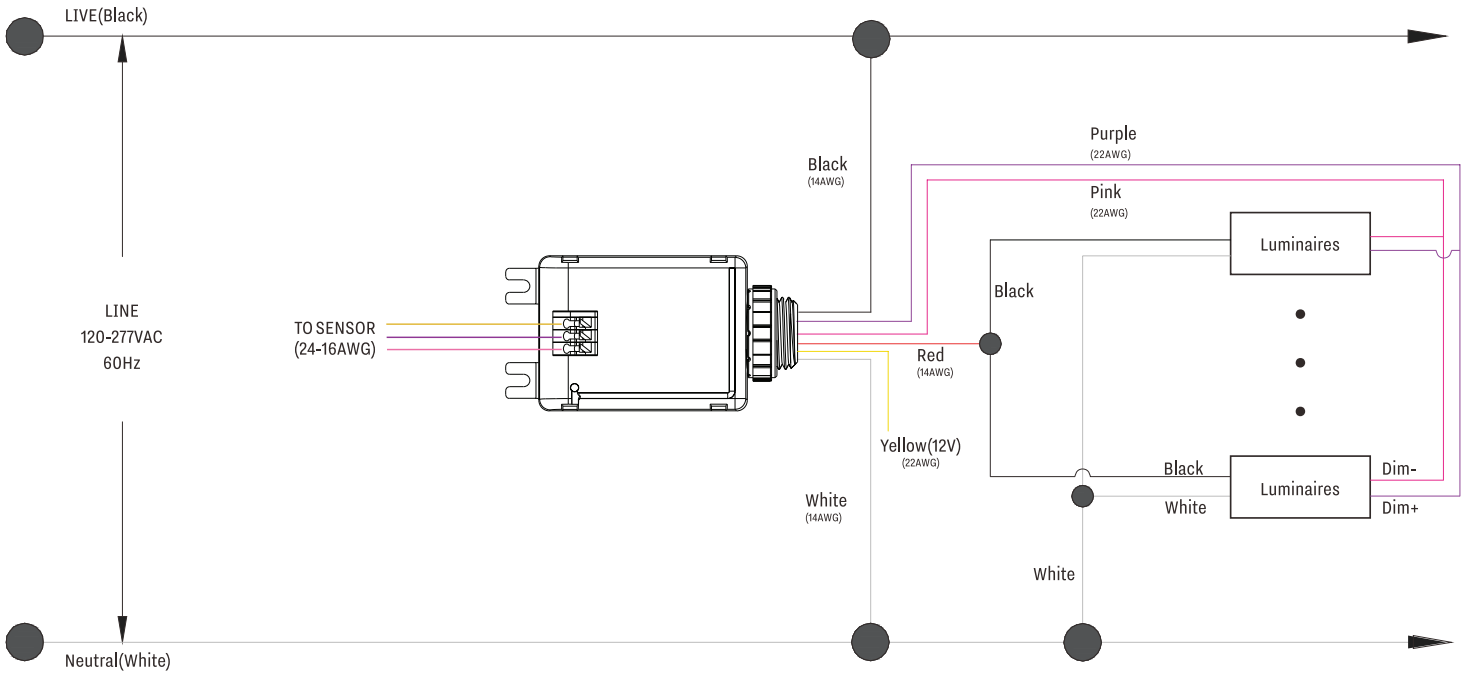 LIVE(Black)
Purple
(22AWG)
Black
(14AWG)
Pink
(22AWG)
Luminaires
Black
LINE
120-277VAC
60Hz
TO SENSOR
(24-16AWG)
Red
(14AWG)
Yellow(12V)
(22AWG)
Black
Dim-
Luminaires
White
(14AWG)
White
Dim+
White
Neutral(White)